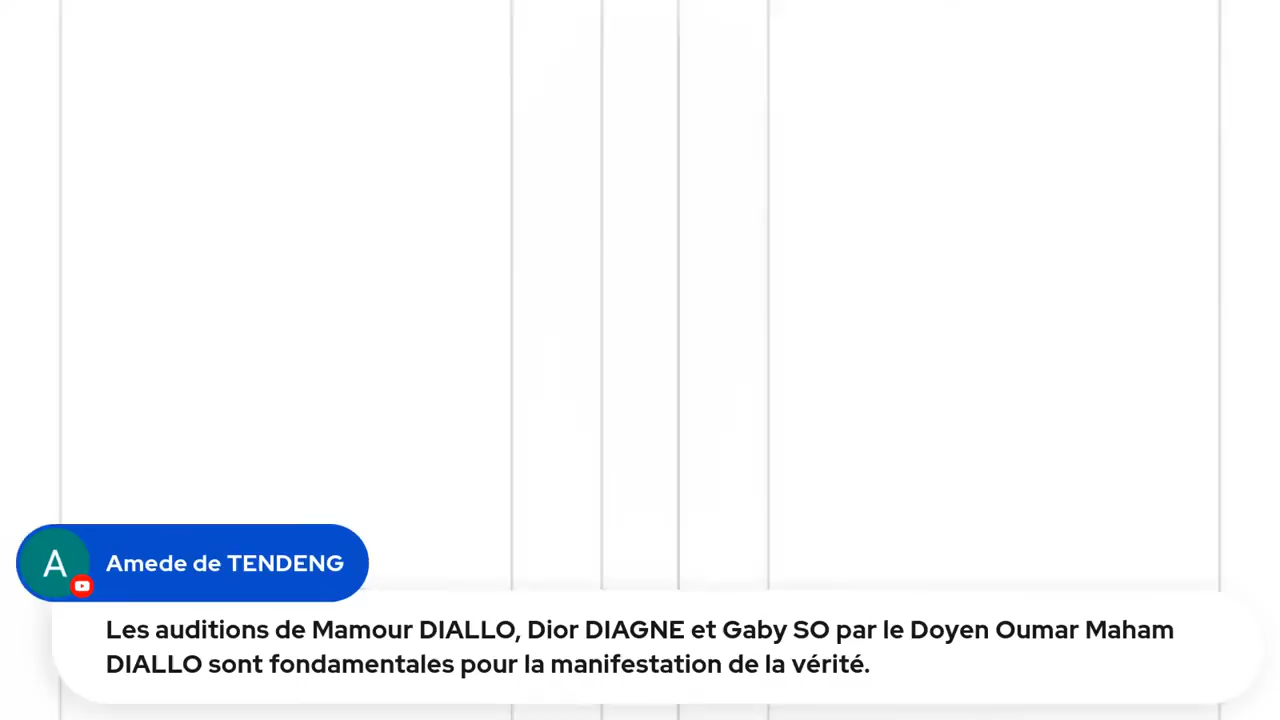 A
Amede de TENDENG
Les auditions de Mamour DIALLO, Dior DIAGNE et Gaby SO par le Doyen Oumar Maham
DIALLO sont fondamentales pour la manifestation de la vérité.